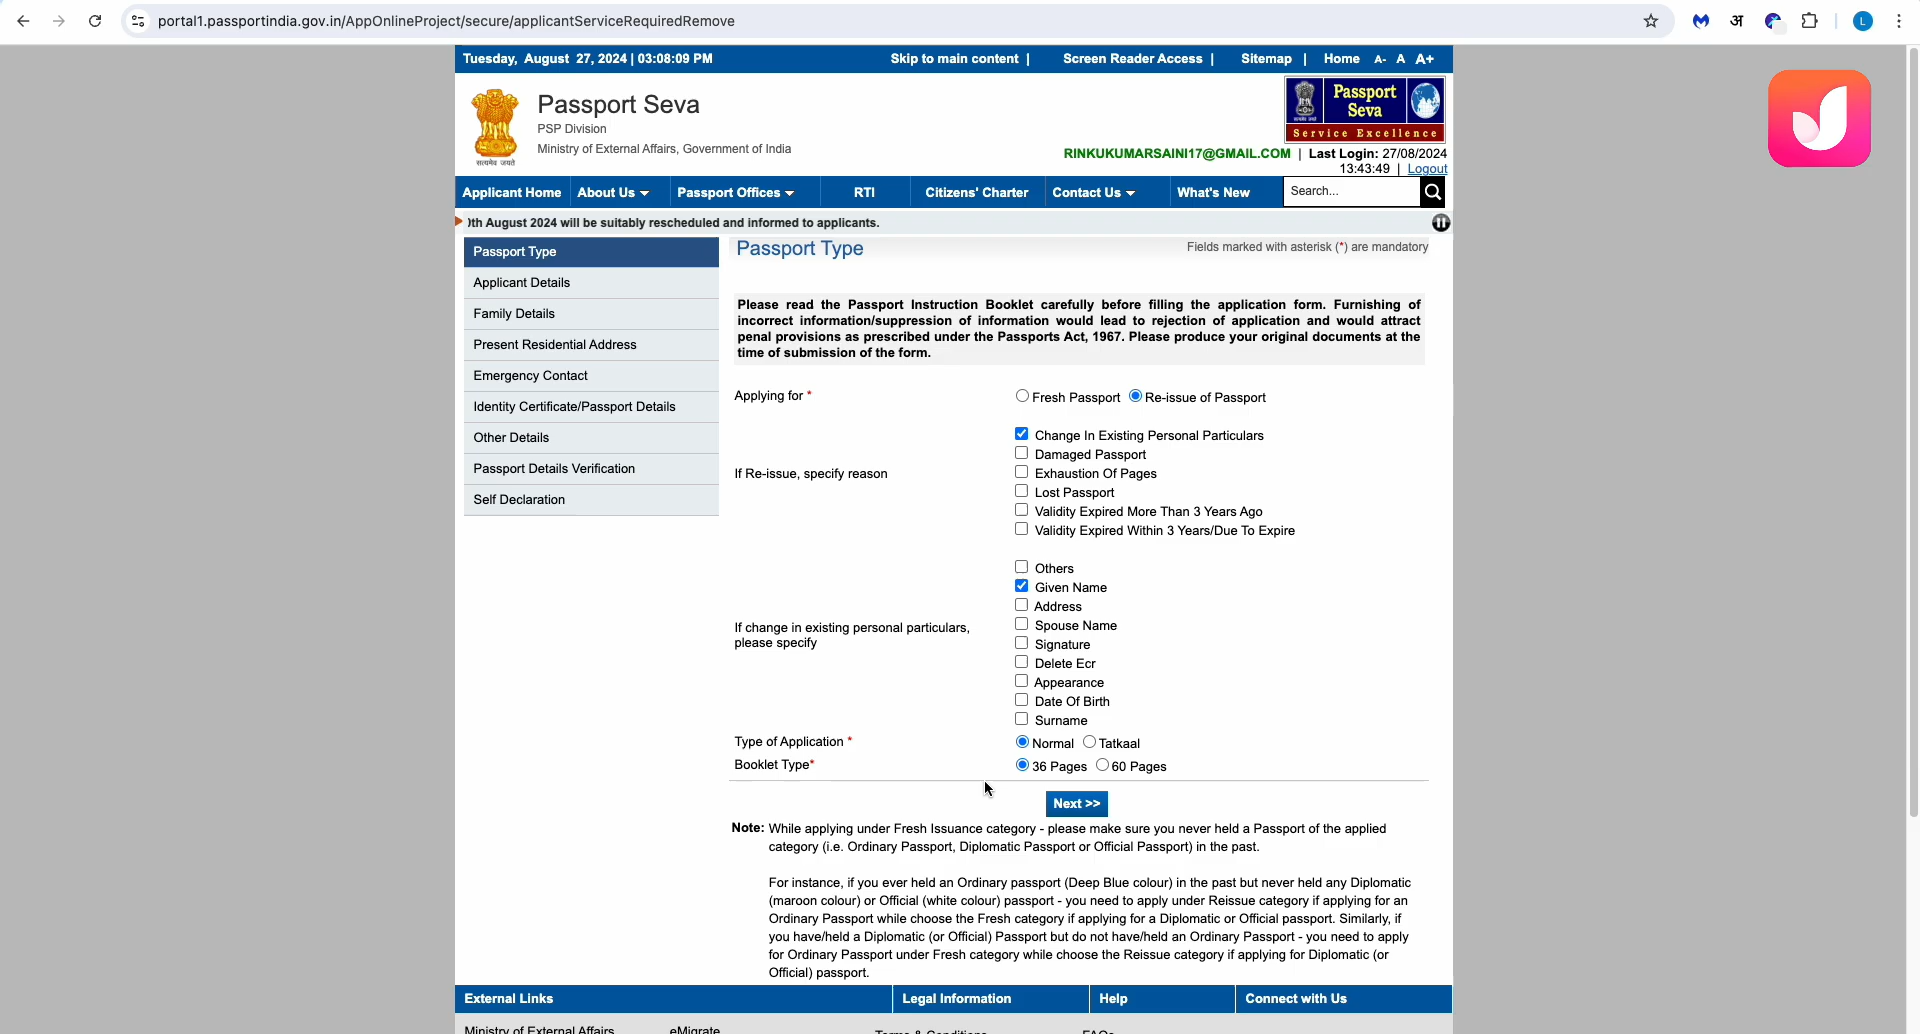 portal1.passportindia.gov.in/AppOnlineProject/secure/applicantServiceRequiredRemove
अ
L
Tuesday, August 27, 2024 | 03:08:09 PM
Skip to main content |
Screen Reader Access |
Sitemap |
Home
A- A A+
Passport Seva
PSP Division
Ministry of External Affairs, Government of India
सत्यमेव जयते
Passport
Seva
Service Excellence
RINKUKUMARSAINI17@GMAIL.COM | Last Login: 27/08/2024
13:43:49 | Logout
Applicant Home
About Us
Passport Offices
RTI
Citizens' Charter
Contact Us
What's New
Search...
th August 2024 will be suitably rescheduled and informed to applicants.
Passport Type
Applicant Details
Family Details
Present Residential Address
Emergency Contact
Identity Certificate/Passport Details
Other Details
Passport Details Verification
Self Declaration
Passport Type
Fields marked with asterisk (*) are mandatory
Please read the Passport Instruction Booklet carefully before filling the application form. Furnishing of
incorrect information/suppression of information would lead to rejection of application and would attract
penal provisions as prescribed under the Passports Act, 1967. Please produce your original documents at the
time of submission of the form.
Applying for *
Fresh Passport
Re-issue of Passport
If Re-issue, specify reason
Change In Existing Personal Particulars
Damaged Passport
Exhaustion Of Pages
Lost Passport
Validity Expired More Than 3 Years Ago
Validity Expired Within 3 Years/Due To Expire
If change in existing personal particulars,
please specify
Others
Given Name
Address
Spouse Name
Signature
Delete Ecr
Appearance
Date Of Birth
Surname
Type of Application *
Normal
Tatkaal
Booklet Type*
36 Pages
60 Pages
Next >>
Note: While applying under Fresh Issuance category - please make sure you never held a Passport of the applied
category (i.e. Ordinary Passport, Diplomatic Passport or Official Passport) in the past.
For instance, if you ever held an Ordinary passport (Deep Blue colour) in the past but never held any Diplomatic
(maroon colour) or Official (white colour) passport - you need to apply under Reissue category if applying for an
Ordinary Passport while choose the Fresh category if applying for a Diplomatic or Official passport. Similarly, if
you have/held a Diplomatic (or Official) Passport but do not have/held an Ordinary Passport - you need to apply
for Ordinary Passport under Fresh category while choose the Reissue category if applying for Diplomatic (or
Official) passport.
External Links
Legal Information
Help
Connect with Us
Ministry of External Affairs
eMigrate
Terms & Conditions
FAQs